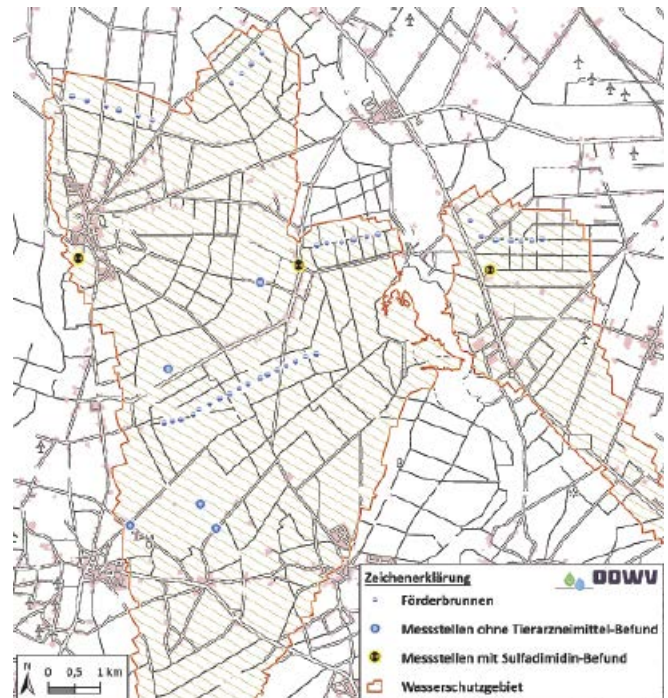 Zeichenerklärung
OOWV
Förderbrunnen
Messstellen ohne Tierarzneimittel-Befund
Messstellen mit Sulfadimidin-Befund
Wasserschutzgebiet
N
0 0,5 1 km